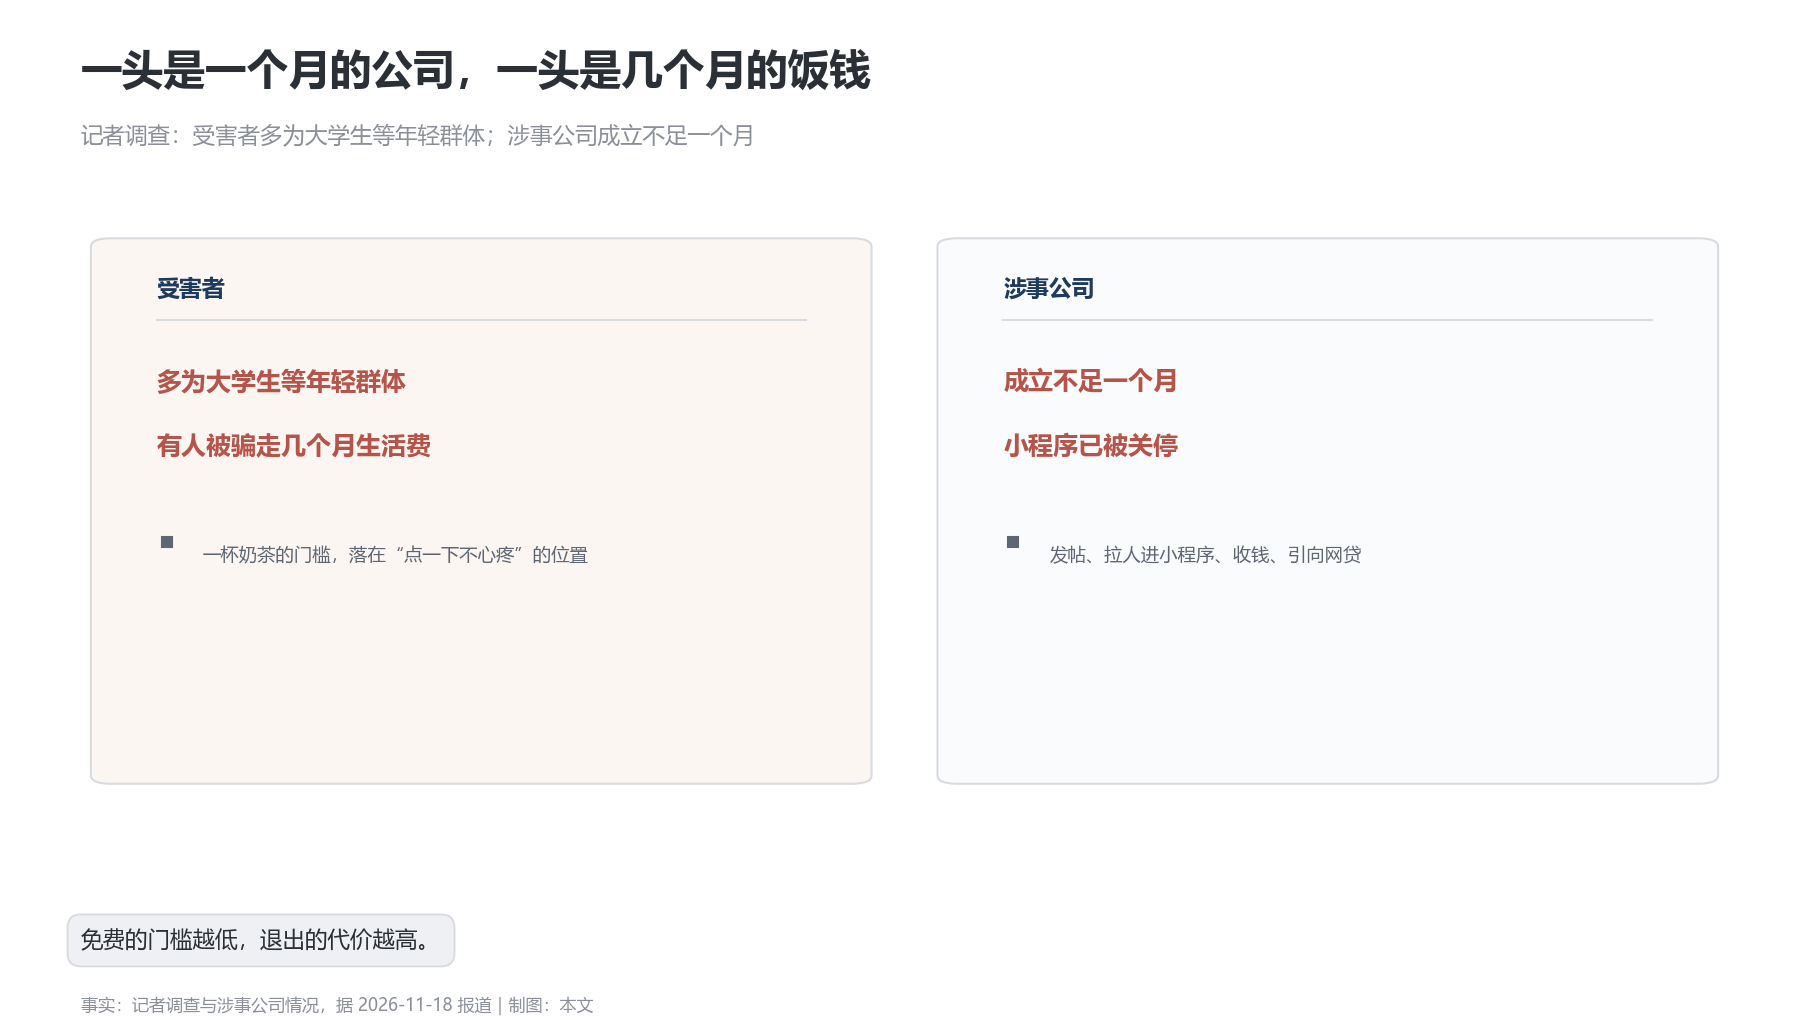 一头是一个月的公司，一头是几个月的饭钱
记者调查：受害者多为大学生等年轻群体；涉事公司成立不足一个月
受害者
多为大学生等年轻群体
有人被骗走几个月生活费
一杯奶茶的门槛，落在“点一下不心疼”的位置
涉事公司
成立不足一个月
小程序已被关停
发帖、拉人进小程序、收钱、引向网贷
免费的门槛越低，退出的代价越高。
事实：记者调查与涉事公司情况，据 2026-11-18 报道 | 制图：本文